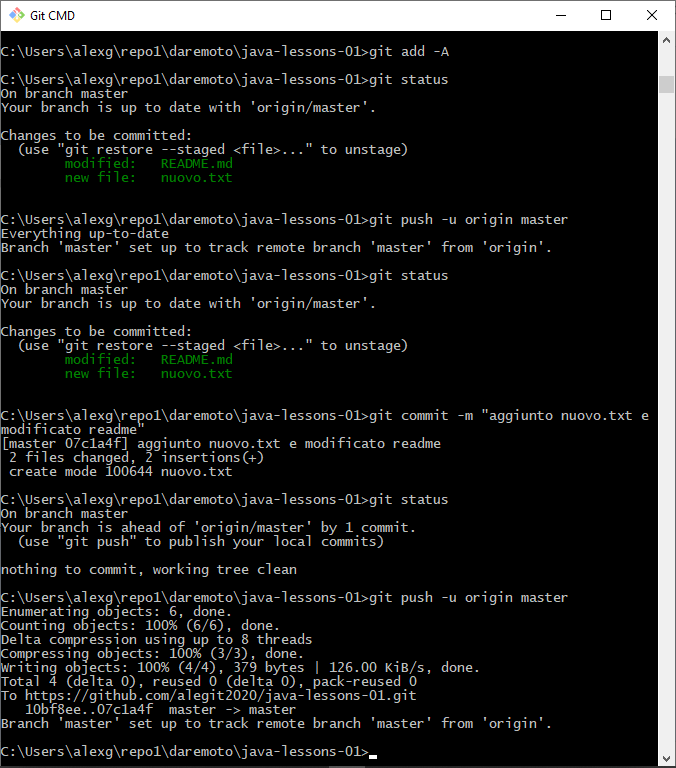 Git CMD
C:\Users\alexg\repo1\daremoto\java-lessons-01>git add -A
C:\Users\alexg\repo1\daremoto\java-lessons-01>git status
On branch master
Your branch is up to date with 'origin/master'.
Changes to be committed:
  (use "git restore --staged <file>..." to unstage)
        modified:   README.md
        new file:   nuovo.txt
C:\Users\alexg\repo1\daremoto\java-lessons-01>git push -u origin master
Everything up-to-date
Branch 'master' set up to track remote branch 'master' from 'origin'.
C:\Users\alexg\repo1\daremoto\java-lessons-01>git status
On branch master
Your branch is up to date with 'origin/master'.
Changes to be committed:
  (use "git restore --staged <file>..." to unstage)
        modified:   README.md
        new file:   nuovo.txt
C:\Users\alexg\repo1\daremoto\java-lessons-01>git commit -m "aggiunto nuovo.txt e
modificato readme"
[master 07c1a4f] aggiunto nuovo.txt e modificato readme
 2 files changed, 2 insertions(+)
 create mode 100644 nuovo.txt
C:\Users\alexg\repo1\daremoto\java-lessons-01>git status
On branch master
Your branch is ahead of 'origin/master' by 1 commit.
  (use "git push" to publish your local commits)
nothing to commit, working tree clean
C:\Users\alexg\repo1\daremoto\java-lessons-01>git push -u origin master
Enumerating objects: 6, done.
Counting objects: 100% (6/6), done.
Delta compression using up to 8 threads
Compressing objects: 100% (3/3), done.
Writing objects: 100% (4/4), 379 bytes | 126.00 KiB/s, done.
Total 4 (delta 0), reused 0 (delta 0), pack-reused 0
To https://github.com/alegit2020/java-lessons-01.git
   10bf8ee..07c1a4f  master -> master
Branch 'master' set up to track remote branch 'master' from 'origin'.
C:\Users\alexg\repo1\daremoto\java-lessons-01>